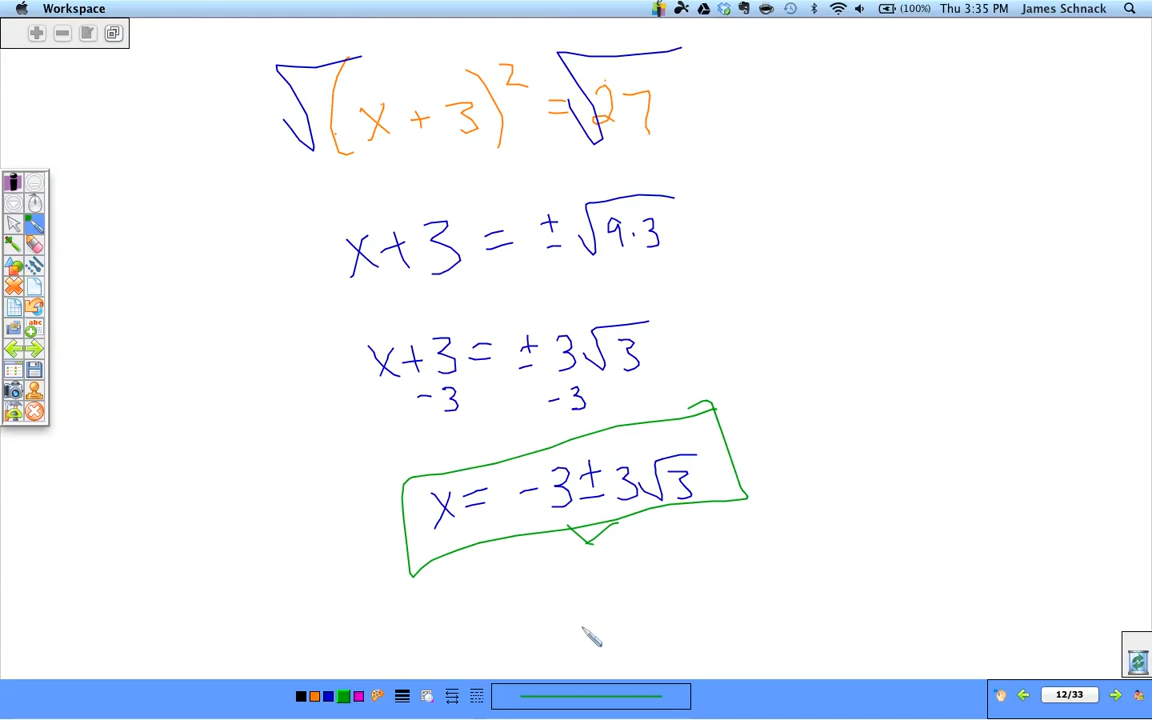 Workspace
(100%) Thu 3:35 PM James Schnack
√(x + 3)² = √27
x + 3 = ± √9·3
x + 3 = ± 3√3
-3 -3
x = -3 ± 3√3
abc
12/33